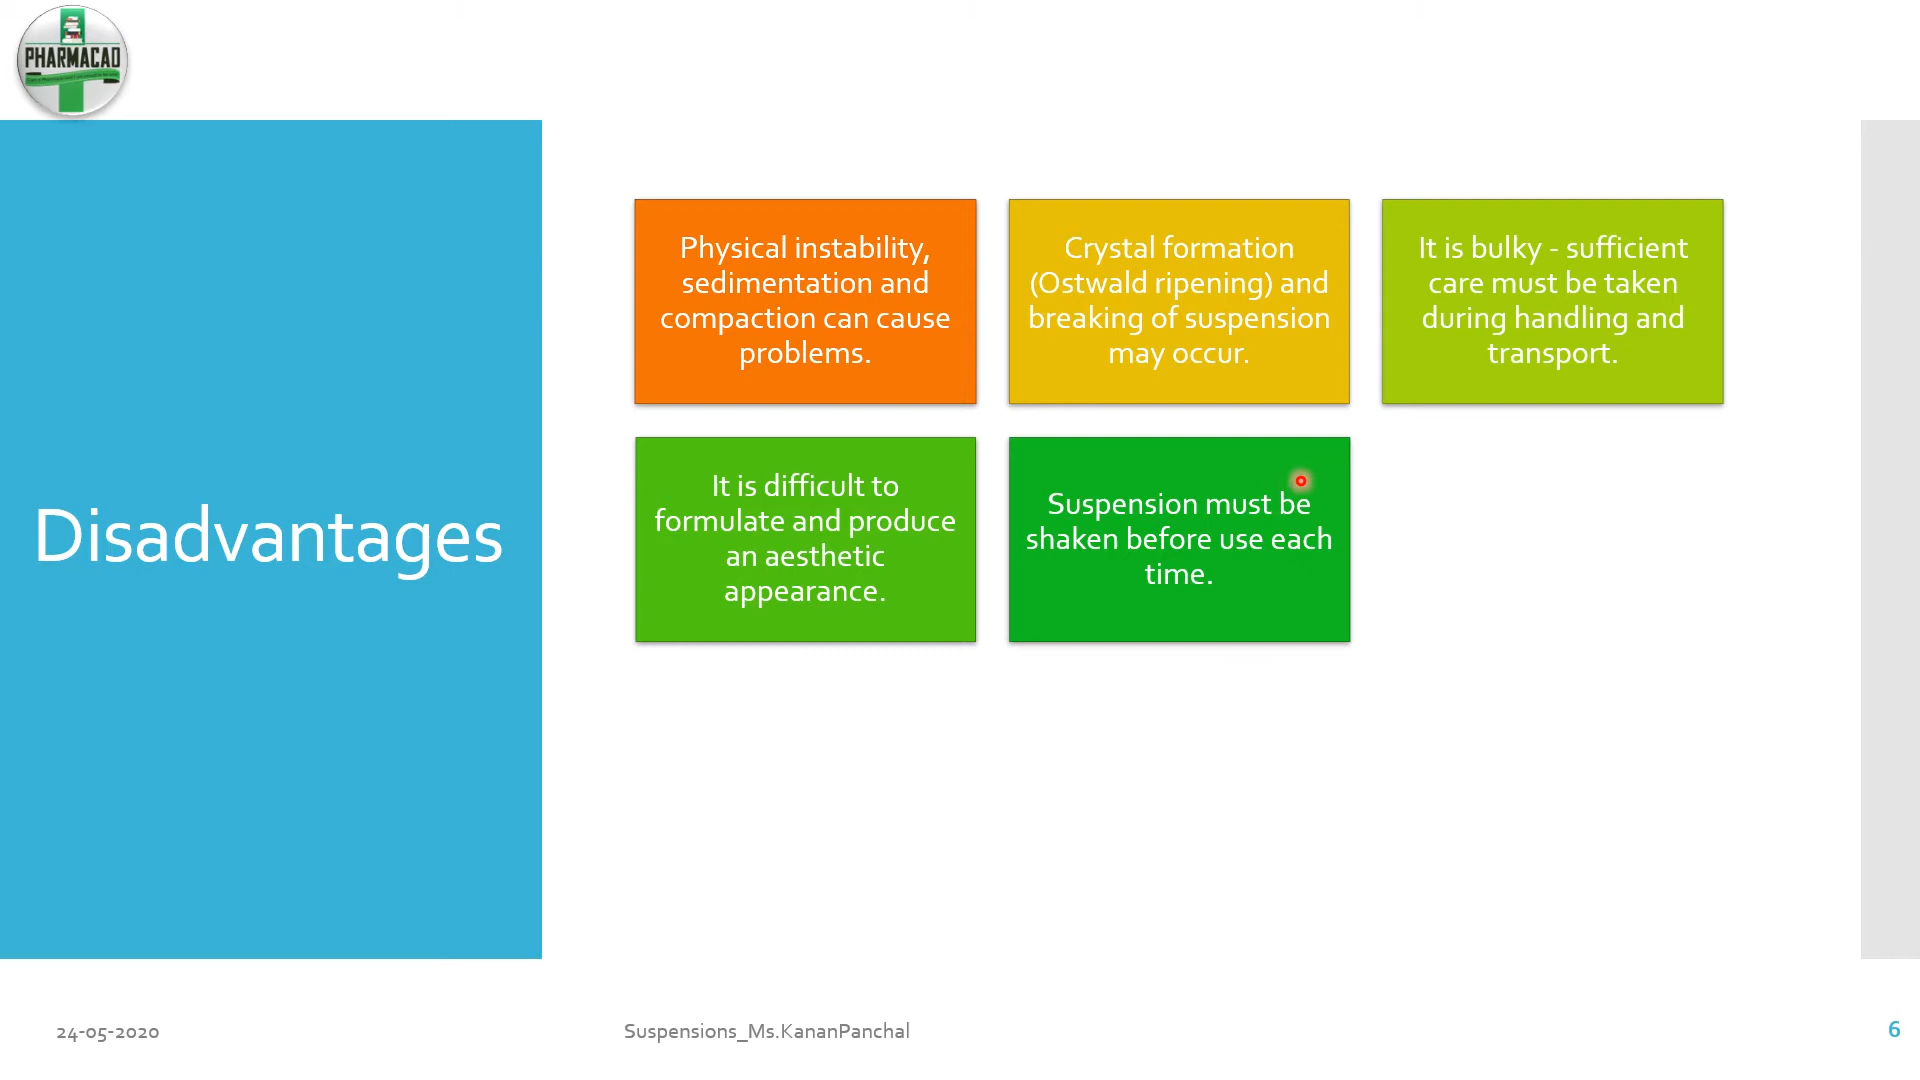 PHARMACAD
Physical instability,
sedimentation and
compaction can cause
problems.
Crystal formation
(Ostwald ripening) and
breaking of suspension
may occur.
It is bulky - sufficient
care must be taken
during handling and
transport.
Disadvantages
It is difficult to
formulate and produce
an aesthetic
appearance.
Suspension must be
shaken before use each
time.
24-05-2020
Suspensions_Ms.KananPanchal
6